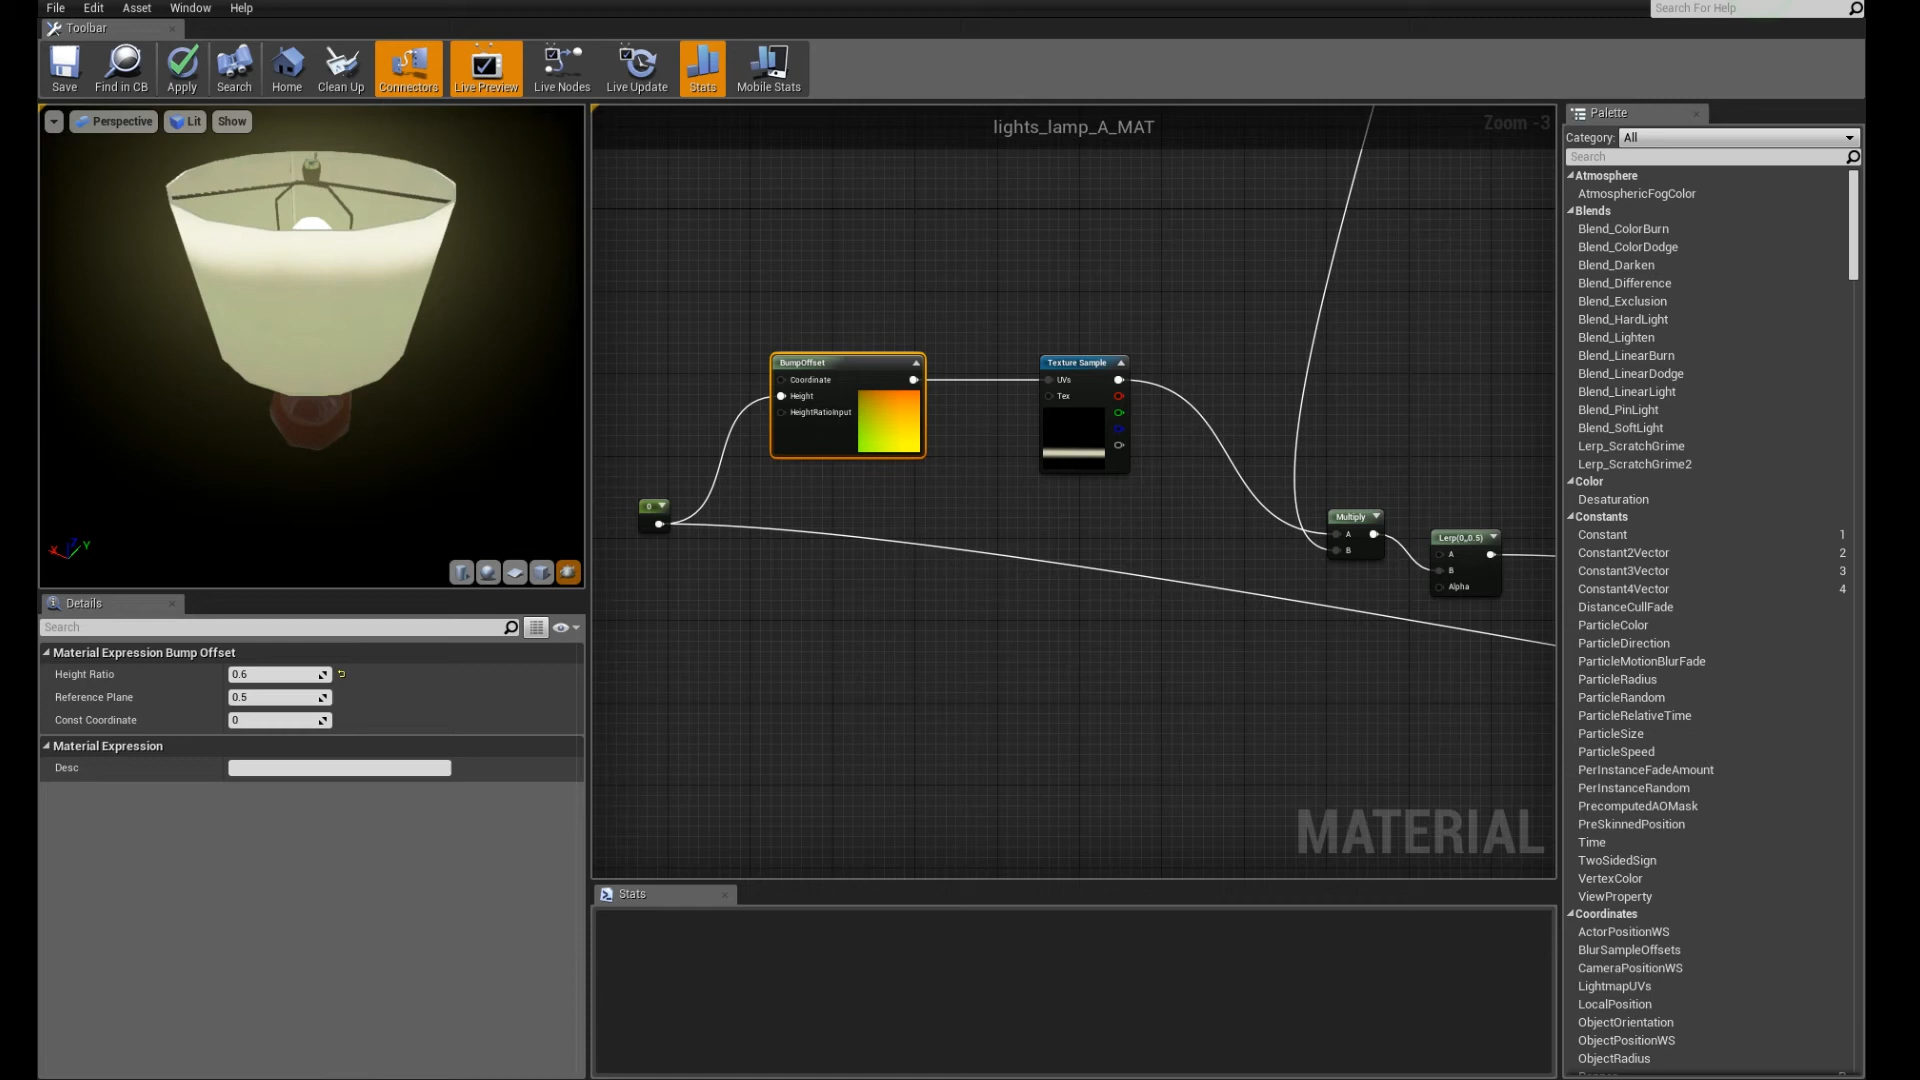 File Edit Asset Window Help
Search For Help
Toolbar
Save Find in CB Apply Search Home Clean Up Connectors Live Preview Live Nodes Live Update Stats Mobile Stats
Perspective Lit Show
X Z Y
lights_lamp_A_MAT
Zoom -3
BumpOffset
Coordinate
Height
HeightRatioInput
Texture Sample
UVs
Tex
0
Multiply
A
B
Lerp(0,,0.5)
A
B
Alpha
MATERIAL
Details
Search
Material Expression Bump Offset
Height Ratio 0.6
Reference Plane 0.5
Const Coordinate 0
Material Expression
Desc
Stats
Palette
Category: All
Search
Atmosphere
AtmosphericFogColor
Blends
Blend_ColorBurn
Blend_ColorDodge
Blend_Darken
Blend_Difference
Blend_Exclusion
Blend_HardLight
Blend_Lighten
Blend_LinearBurn
Blend_LinearDodge
Blend_LinearLight
Blend_PinLight
Blend_SoftLight
Lerp_ScratchGrime
Lerp_ScratchGrime2
Color
Desaturation
Constants
Constant 1
Constant2Vector 2
Constant3Vector 3
Constant4Vector 4
DistanceCullFade
ParticleColor
ParticleDirection
ParticleMotionBlurFade
ParticleRadius
ParticleRandom
ParticleRelativeTime
ParticleSize
ParticleSpeed
PerInstanceFadeAmount
PerInstanceRandom
PrecomputedAOMask
PreSkinnedPosition
Time
TwoSidedSign
VertexColor
ViewProperty
Coordinates
ActorPositionWS
BlurSampleOffsets
CameraPositionWS
LightmapUVs
LocalPosition
ObjectOrientation
ObjectPositionWS
ObjectRadius